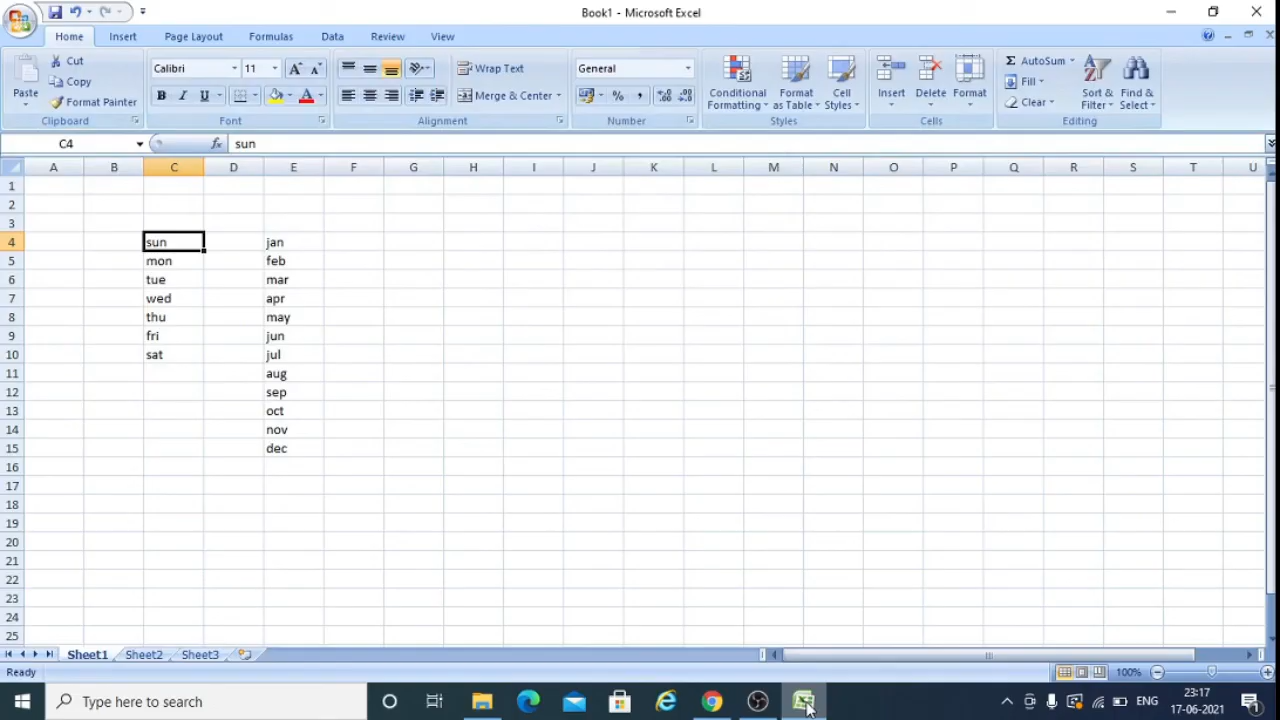 Book1 - Microsoft Excel
Home Insert Page Layout Formulas Data Review View
Paste
Cut
Copy
Format Painter
Clipboard
Calibri 11 A A
B I U A
Font
Wrap Text
Merge & Center
Alignment
General
% ,
Number
Conditional Formatting
Format as Table
Cell Styles
Styles
Insert Delete Format
Cells
Σ AutoSum
Fill
Clear
Sort & Filter
Find & Select
Editing
C4 fx sun
A B C D E F G H I J K L M N O P Q R S T U
1
2
3
4 sun jan
5 mon feb
6 tue mar
7 wed apr
8 thu may
9 fri jun
10 sat jul
11 aug
12 sep
13 oct
14 nov
15 dec
16
17
18
19
20
21
22
23
24
25
Sheet1 Sheet2 Sheet3
Ready 100%
Type here to search
ENG
23:17
17-06-2021
1